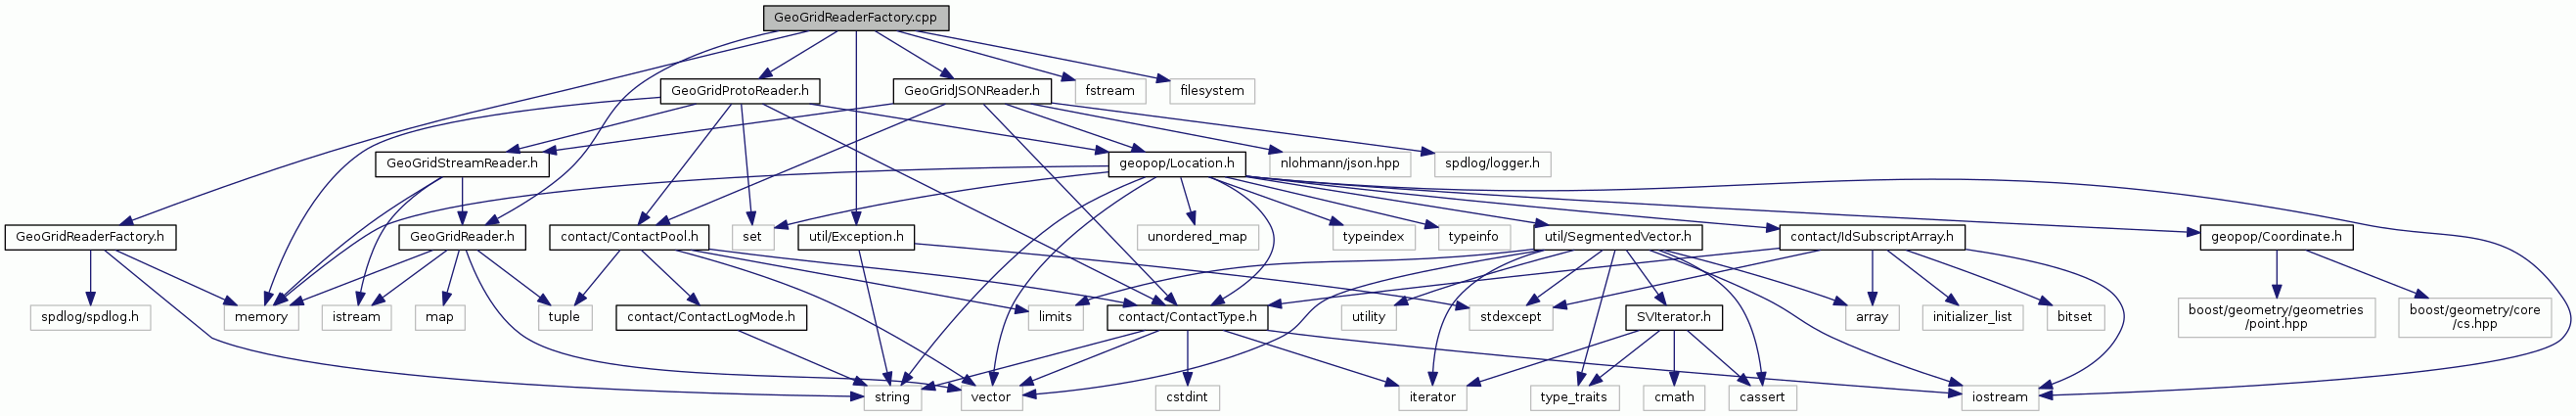 GeoGridReaderFactory.cpp
GeoGridProtoReader.h
GeoGridJSONReader.h
fstream
filesystem
GeoGridStreamReader.h
geopop/Location.h
nlohmann/json.hpp
spdlog/logger.h
GeoGridReaderFactory.h
GeoGridReader.h
contact/ContactPool.h
set
util/Exception.h
unordered_map
typeindex
typeinfo
util/SegmentedVector.h
contact/IdSubscriptArray.h
geopop/Coordinate.h
spdlog/spdlog.h
memory
istream
map
tuple
contact/ContactLogMode.h
limits
contact/ContactType.h
utility
stdexcept
SVIterator.h
array
initializer_list
bitset
boost/geometry/geometries
/point.hpp
boost/geometry/core
/cs.hpp
string
vector
cstdint
iterator
type_traits
cmath
cassert
iostream